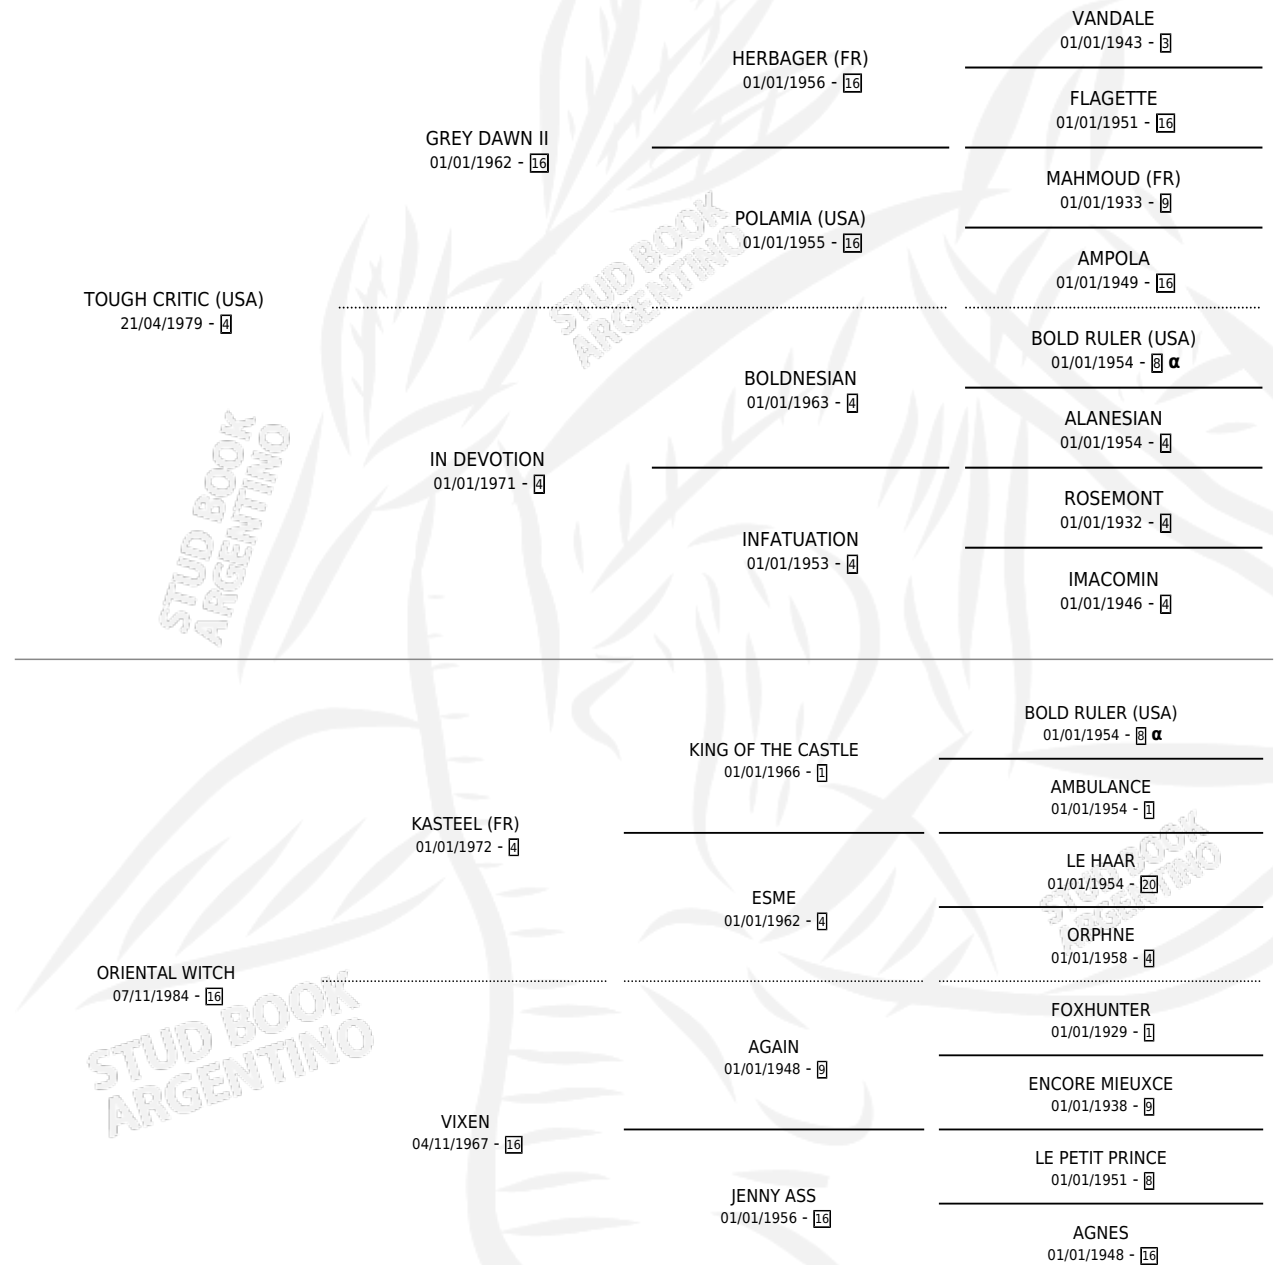 VANDALE
01/01/1943 - 3
HERBAGER (FR)
01/01/1956 - 16
FLAGETTE
01/01/1951 - 16
GREY DAWN II
01/01/1962 - 16
MAHMOUD (FR)
01/01/1933 - 9
POLAMIA (USA)
01/01/1955 - 16
AMPOLA
01/01/1949 - 16
TOUGH CRITIC (USA)
21/04/1979 - 4
BOLD RULER (USA)
01/01/1954 - 8 α
BOLDNESIAN
01/01/1963 - 4
ALANESIAN
01/01/1954 - 4
IN DEVOTION
01/01/1971 - 4
ROSEMONT
01/01/1932 - 4
INFATUATION
01/01/1953 - 4
IMACOMIN
01/01/1946 - 4
BOLD RULER (USA)
01/01/1954 - 8 α
KING OF THE CASTLE
01/01/1966 - 1
AMBULANCE
01/01/1954 - 1
KASTEEL (FR)
01/01/1972 - 4
LE HAAR
01/01/1954 - 20
ESME
01/01/1962 - 4
ORPHNE
01/01/1958 - 4
ORIENTAL WITCH
07/11/1984 - 16
FOXHUNTER
01/01/1929 - 1
AGAIN
01/01/1948 - 9
ENCORE MIEUXCE
01/01/1938 - 9
VIXEN
04/11/1967 - 16
LE PETIT PRINCE
01/01/1951 - 8
JENNY ASS
01/01/1956 - 16
AGNES
01/01/1948 - 16
STUD BOOK
ARGENTINO
STUD BOOK
ARGENTINO
STUD BOOK
ARGENTINO
STUD BOOK
ARGENTINO